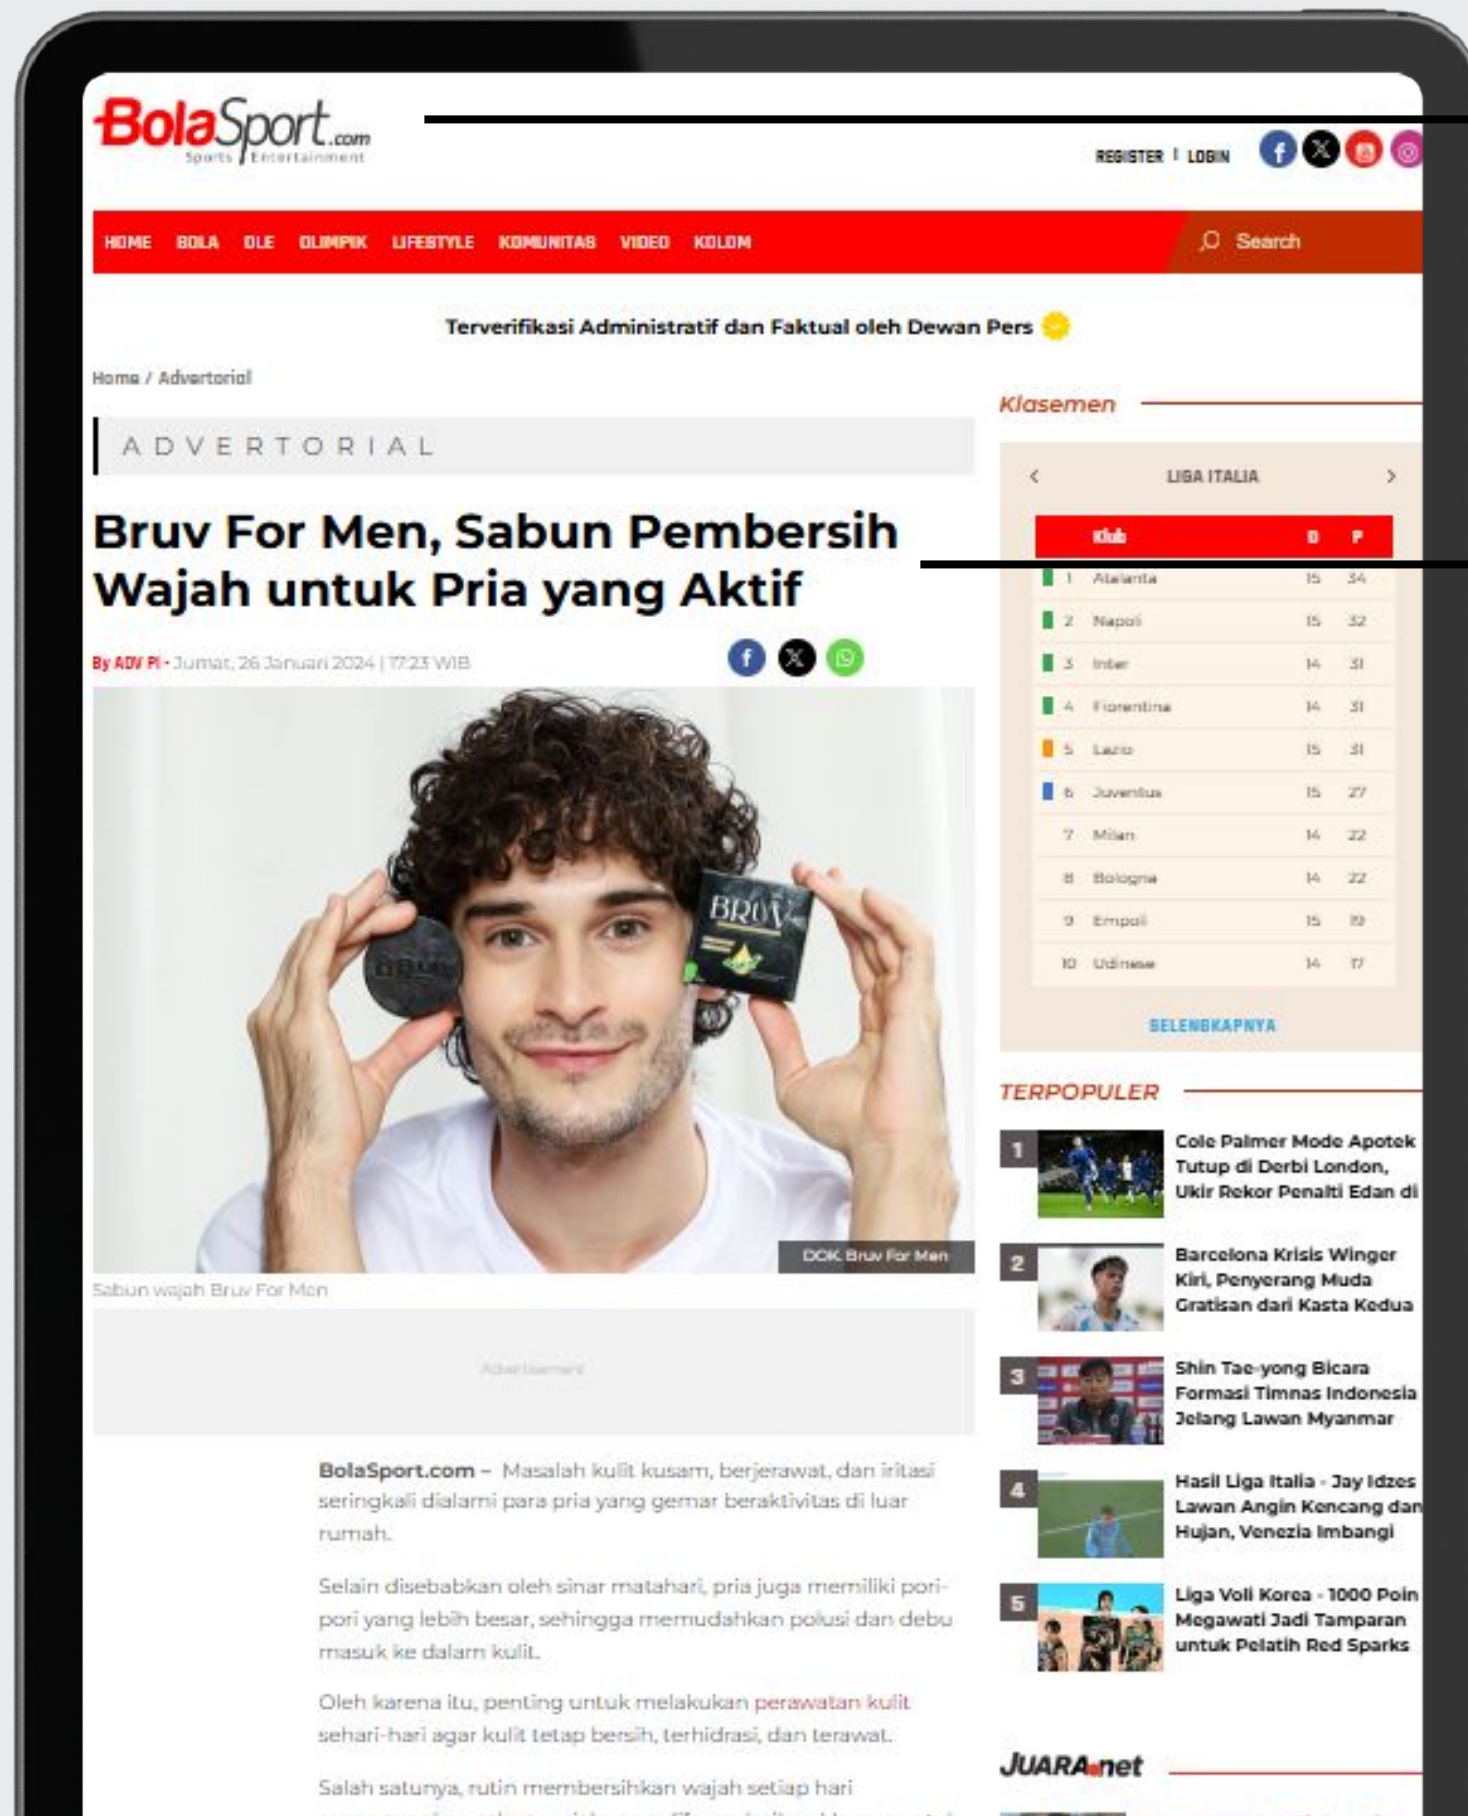 BolaSport.com
Sports Entertainment
REGISTER | LOGIN
HOME BOLA OLE OLIMPIK LIFESTYLE KOMUNITAS VIDEO KOLOM
Search
Terverifikasi Administratif dan Faktual oleh Dewan Pers
Home / Advertorial
ADVERTORIAL
Bruv For Men, Sabun Pembersih
Wajah untuk Pria yang Aktif
By ADV PI - Jumat, 26 Januari 2024 | 17:23 WIB
BRUV
BRUV
DOK. Bruv For Men
Sabun wajah Bruv For Men
Advertisement
BolaSport.com – Masalah kulit kusam, berjerawat, dan iritasi
seringkali dialami para pria yang gemar beraktivitas di luar
rumah.
Selain disebabkan oleh sinar matahari, pria juga memiliki pori-
pori yang lebih besar, sehingga memudahkan polusi dan debu
masuk ke dalam kulit.
Oleh karena itu, penting untuk melakukan perawatan kulit
sehari-hari agar kulit tetap bersih, terhidrasi, dan terawat.
Salah satunya, rutin membersihkan wajah setiap hari
Klasemen
LIGA ITALIA
Klub D P
1 Atalanta 15 34
2 Napoli 15 32
3 Inter 14 31
4 Fiorentina 14 31
5 Lazio 15 31
6 Juventus 15 27
7 Milan 14 22
8 Bologna 14 22
9 Empoli 15 19
10 Udinese 14 17
SELENGKAPNYA
TERPOPULER
1
Cole Palmer Mode Apotek
Tutup di Derbi London,
Ukir Rekor Penalti Edan di
2
Barcelona Krisis Winger
Kiri, Penyerang Muda
Gratisan dari Kasta Kedua
3
Shin Tae-yong Bicara
Formasi Timnas Indonesia
Jelang Lawan Myanmar
4
Hasil Liga Italia - Jay Idzes
Lawan Angin Kencang dan
Hujan, Venezia Imbangi
5
Liga Voli Korea - 1000 Poin
Megawati Jadi Tamparan
untuk Pelatih Red Sparks
JUARA.net